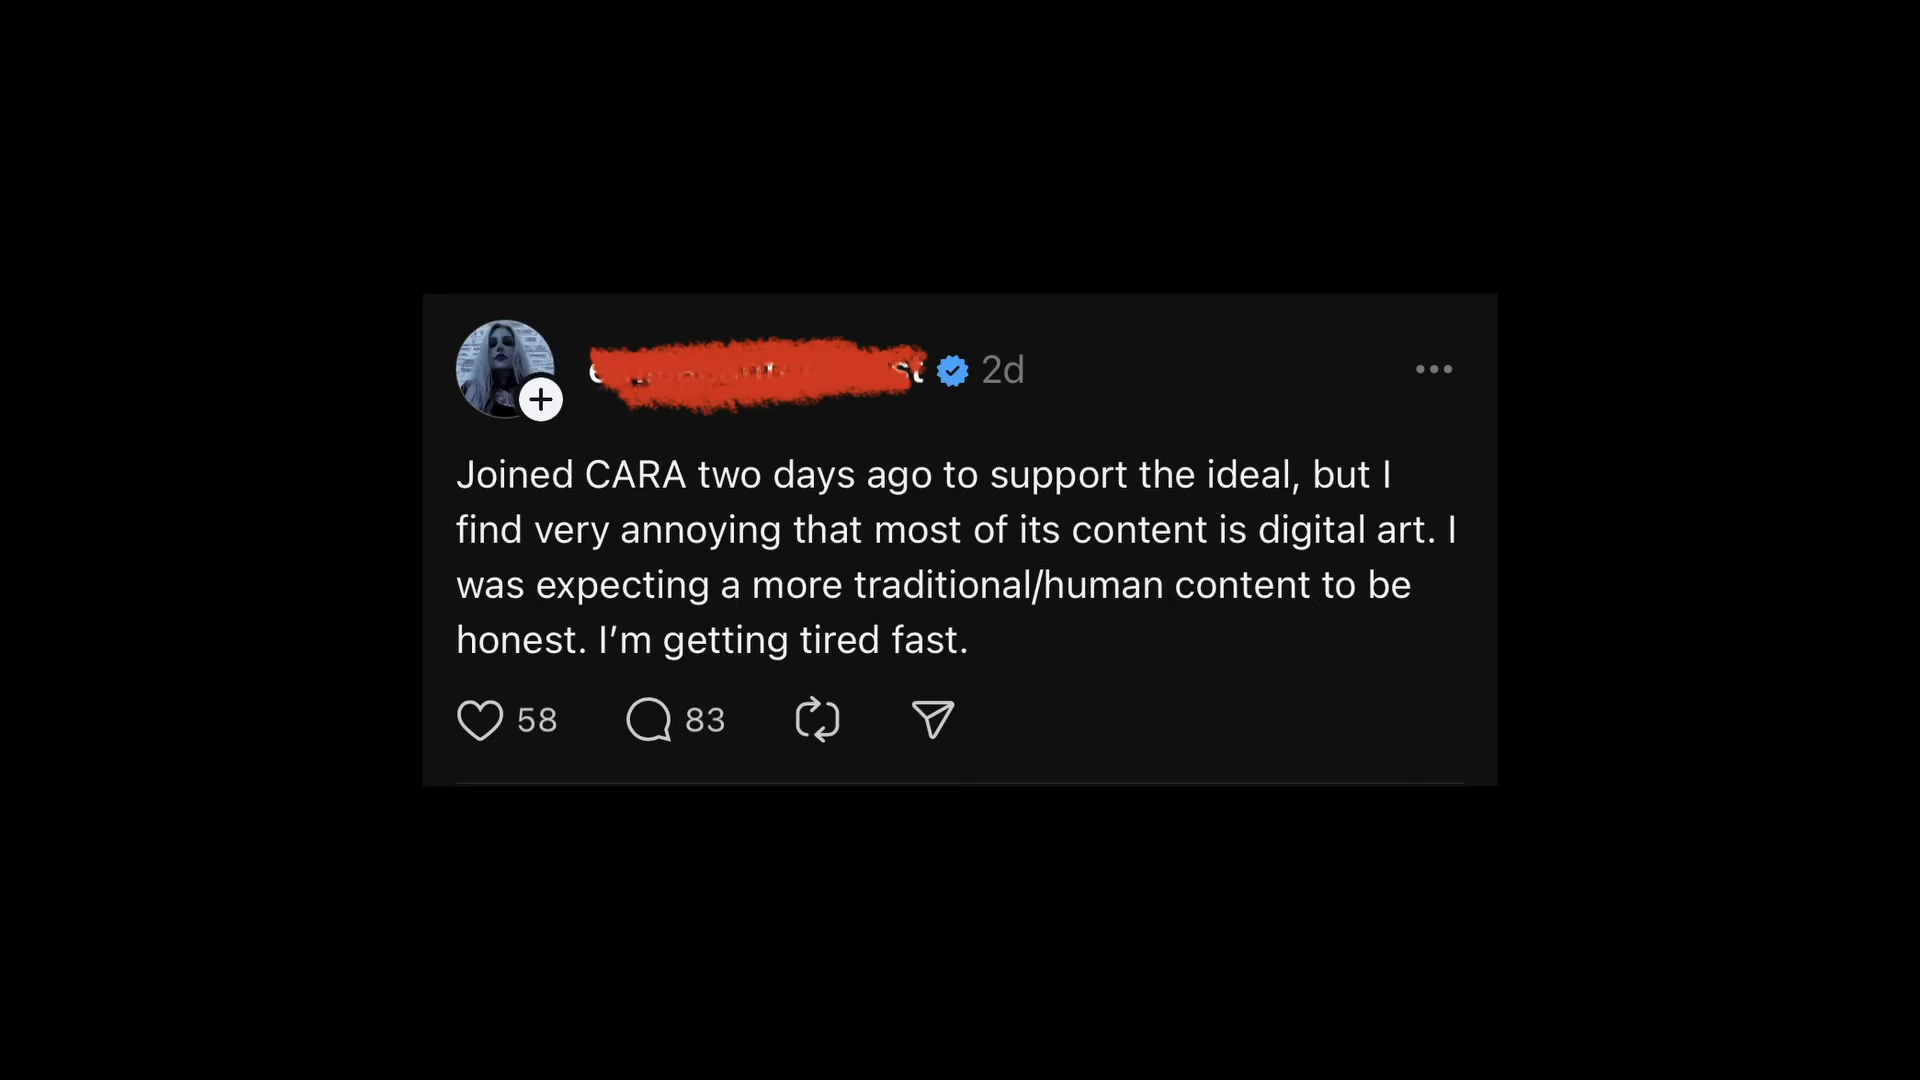 2d
Joined CARA two days ago to support the ideal, but I
find very annoying that most of its content is digital art. I
was expecting a more traditional/human content to be
honest. I’m getting tired fast.
58 83